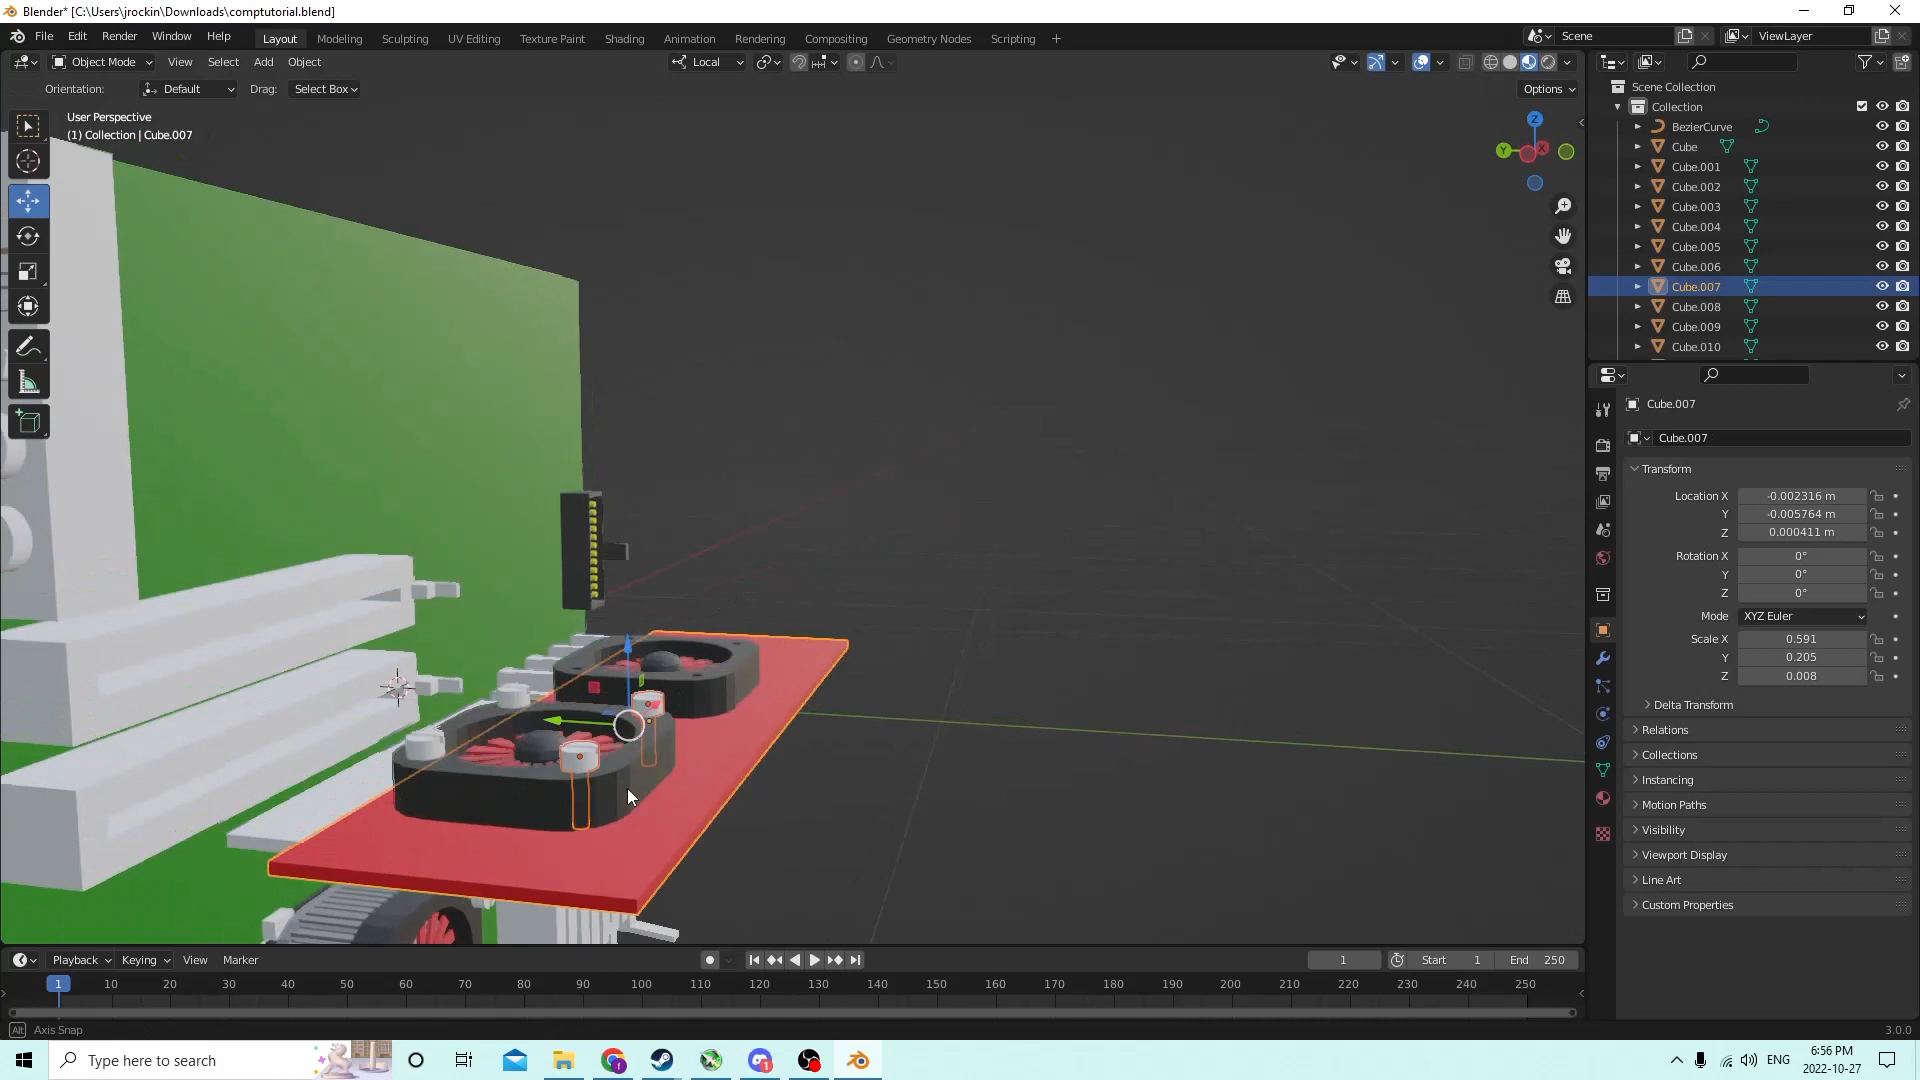 Blender* [C:\Users\jrockin\Downloads\comptutorial.blend]
File Edit Render Window Help Layout Modeling Sculpting UV Editing Texture Paint Shading Animation Rendering Compositing Geometry Nodes Scripting + Scene ViewLayer
Object Mode View Select Add Object Local
Orientation: Default Drag: Select Box Options
User Perspective
(1) Collection | Cube.007
Z
Y X
Scene Collection
Collection
BezierCurve
Cube
Cube.001
Cube.002
Cube.003
Cube.004
Cube.005
Cube.006
Cube.007
Cube.008
Cube.009
Cube.010
Cube.007
Cube.007
Transform
Location X -0.002316 m
Y -0.005764 m
Z 0.000411 m
Rotation X 0°
Y 0°
Z 0°
Mode XYZ Euler
Scale X 0.591
Y 0.205
Z 0.008
Delta Transform
Relations
Collections
Instancing
Motion Paths
Visibility
Viewport Display
Line Art
Custom Properties
Playback Keying View Marker 1 Start 1 End 250
1 10 20 30 40 50 60 70 80 90 100 110 120 130 140 150 160 170 180 190 200 210 220 230 240 250
Alt Axis Snap 3.0.0
Type here to search
ENG
6:56 PM
2022-10-27